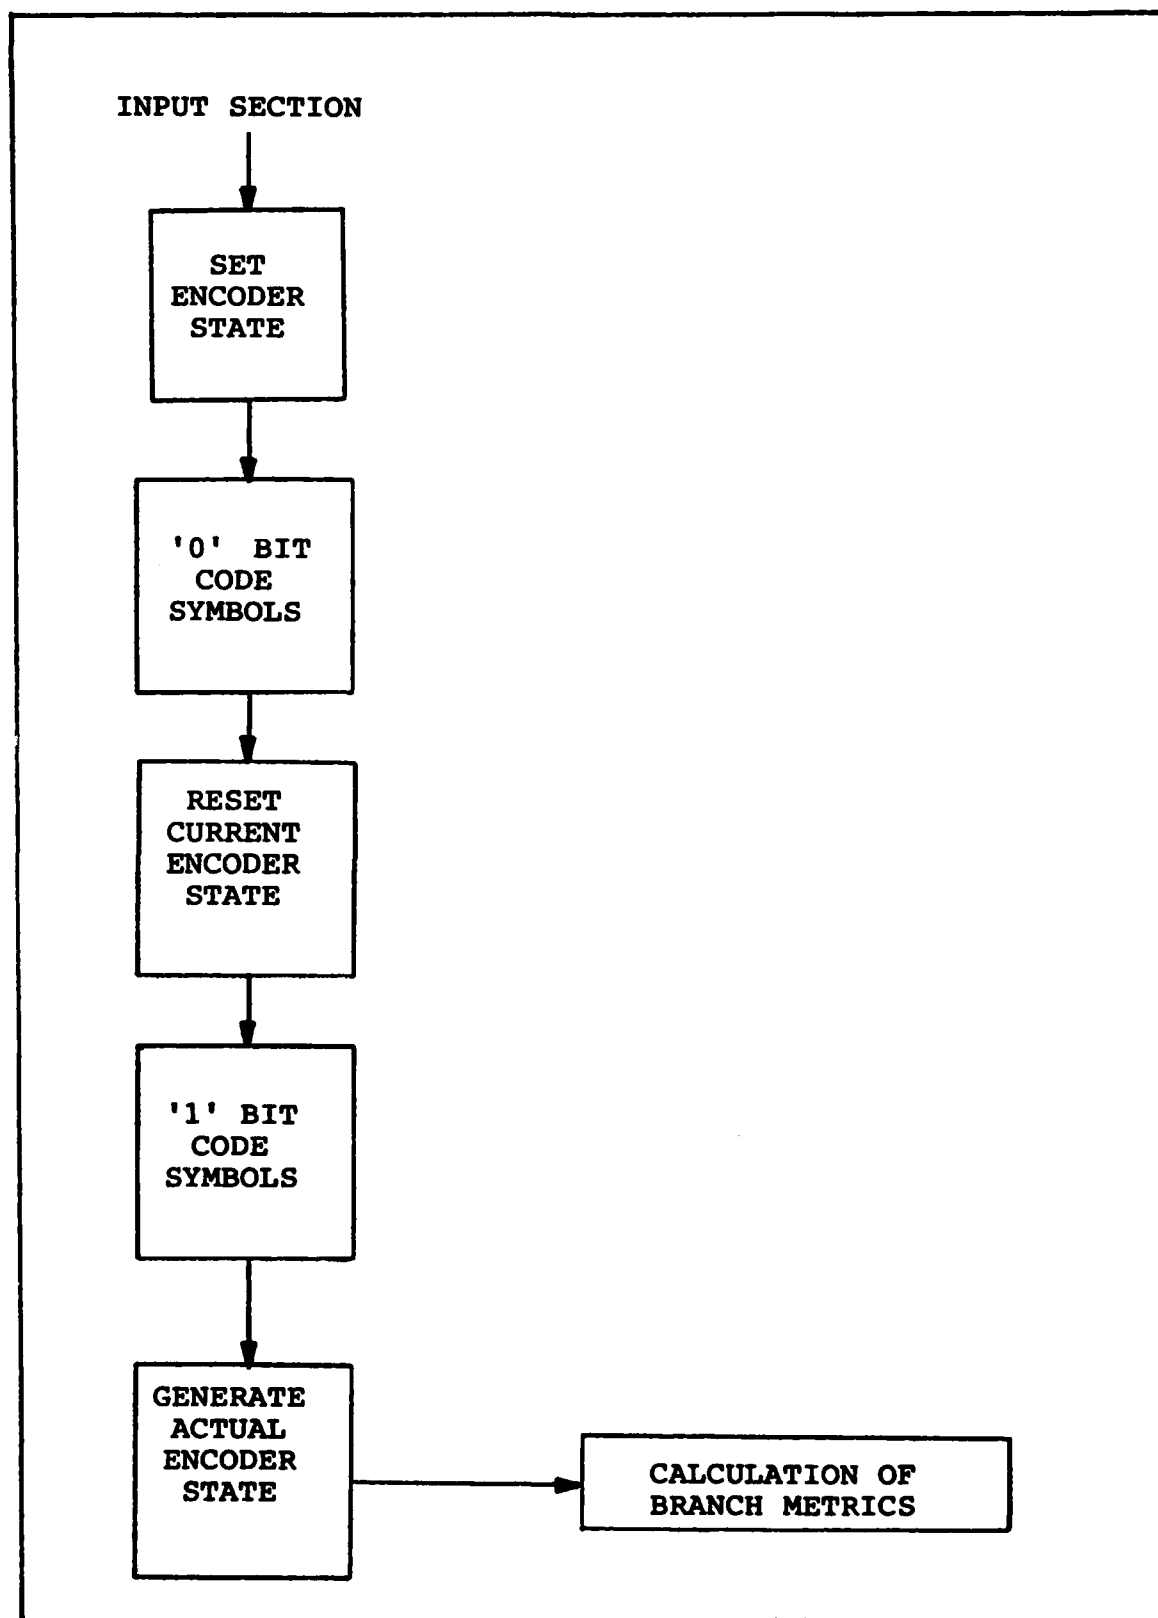 INPUT SECTION
SET
ENCODER
STATE
'0' BIT
CODE
SYMBOLS
RESET
CURRENT
ENCODER
STATE
'1' BIT
CODE
SYMBOLS
GENERATE
ACTUAL
ENCODER
STATE
CALCULATION OF
BRANCH METRICS